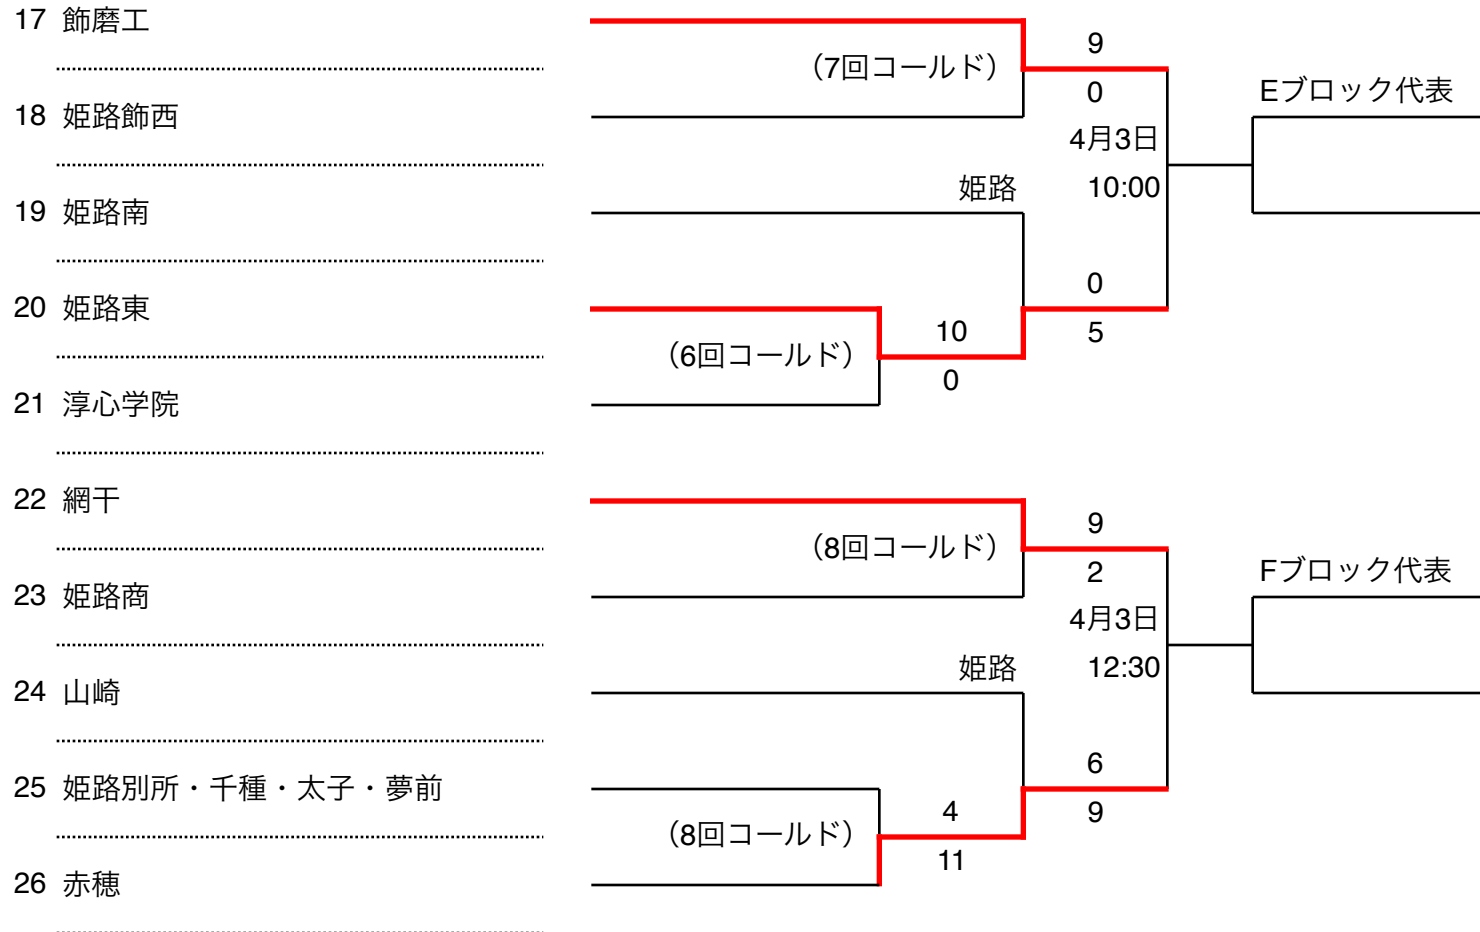 17 飾磨工
9
(7回コールド)
0
Eブロック代表
18 姫路飾西
4月3日
姫路
10:00
19 姫路南
0
20 姫路東
10
5
(6回コールド)
0
21 淳心学院
22 網干
9
(8回コールド)
2
Fブロック代表
23 姫路商
4月3日
姫路
12:30
24 山崎
6
25 姫路別所・千種・太子・夢前
4
9
(8回コールド)
11
26 赤穂